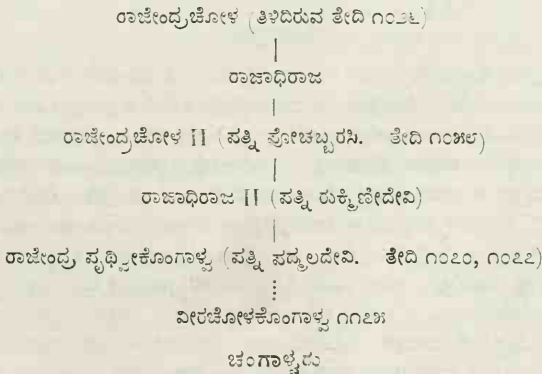 ರಾಜೇಂದ್ರಚೋಳ (ತಿಳಿದಿರುವ ತೇದಿ ೧೦೨೬)
ರಾಜಾಧಿರಾಜ
ರಾಜೇಂದ್ರಚೋಳ II (ಪತ್ನಿ ಪೋಚಬ್ಬರಸಿ. ತೇದಿ ೧೦೫೮)
ರಾಜಾಧಿರಾಜ II (ಪತ್ನಿ ರುಕ್ಮಿಣೀದೇವಿ)
ರಾಜೇಂದ್ರ ಪೃಥ್ವೀಕೊಂಗಾಳ್ವ (ಪತ್ನಿ ಪದ್ಮಲದೇವಿ. ತೇದಿ ೧೦೭೦, ೧೦೭೭)
ವೀರಚೋಳಕೊಂಗಾಳ್ವ ೧೧೭೫
ಚಂಗಾಳ್ವರು